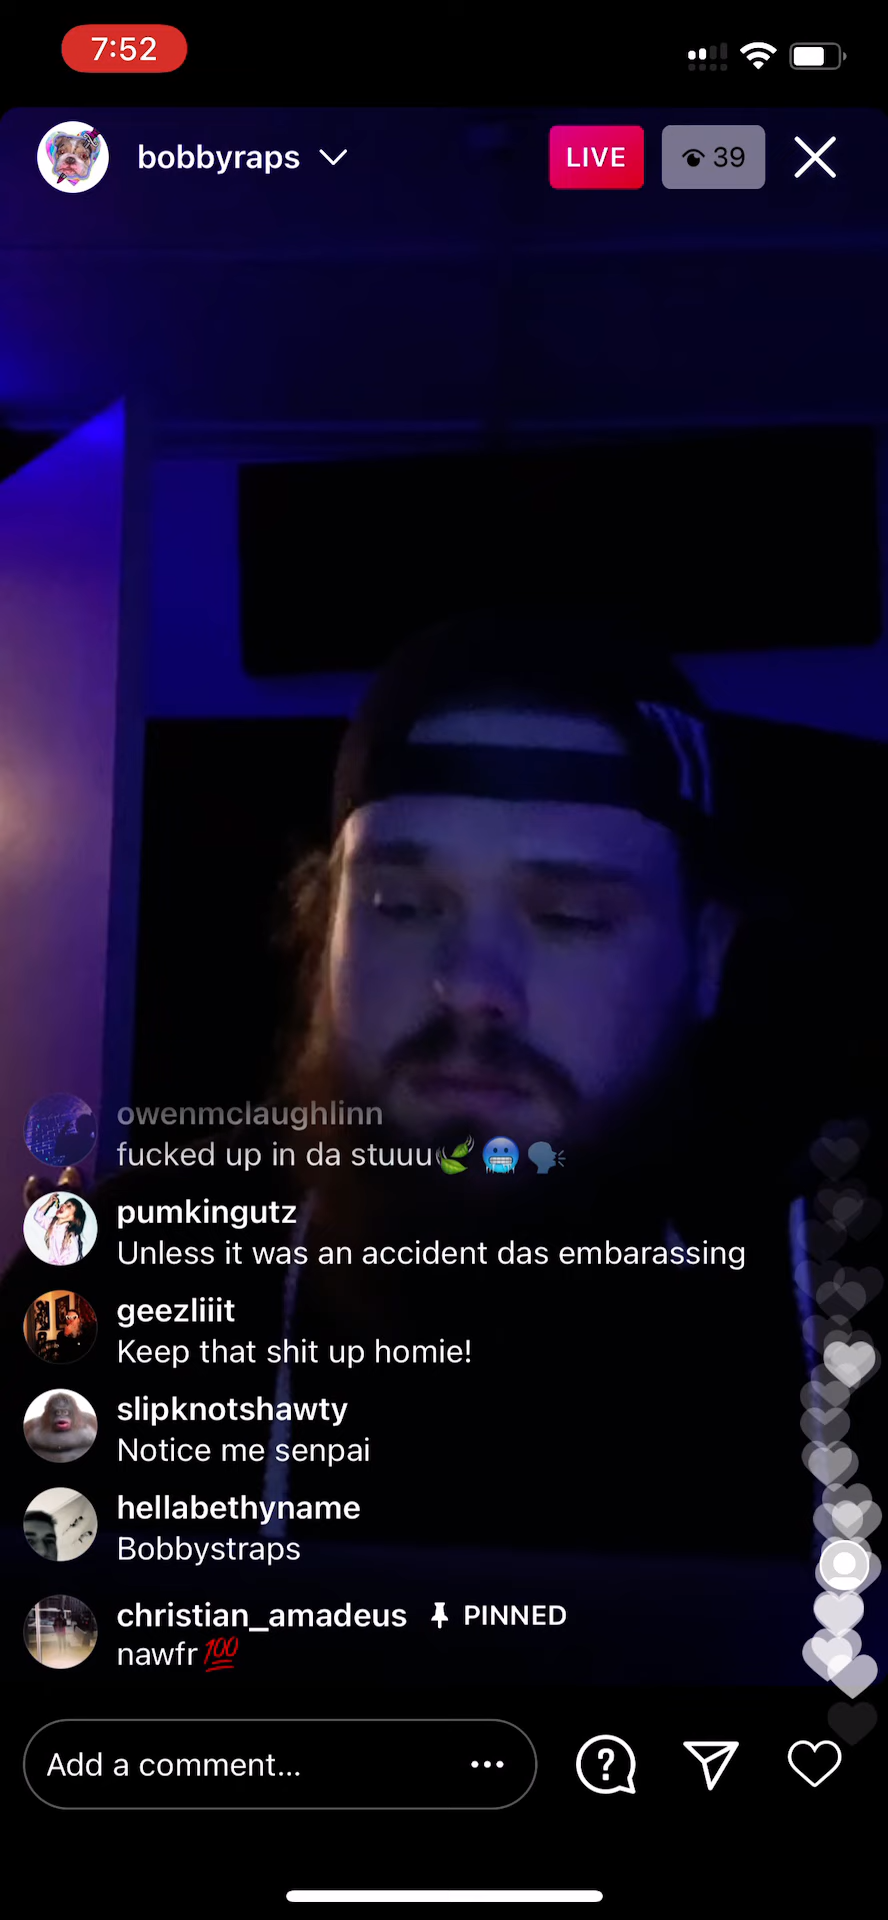 7:52
bobbyraps
LIVE
39
owenmclaughlinn
fucked up in da stuuu🌿🥶🗣️
pumkingutz
Unless it was an accident das embarassing
geezliiit
Keep that shit up homie!
slipknotshawty
Notice me senpai
hellabethyname
Bobbystraps
christian_amadeus PINNED
nawfr💯
Add a comment...